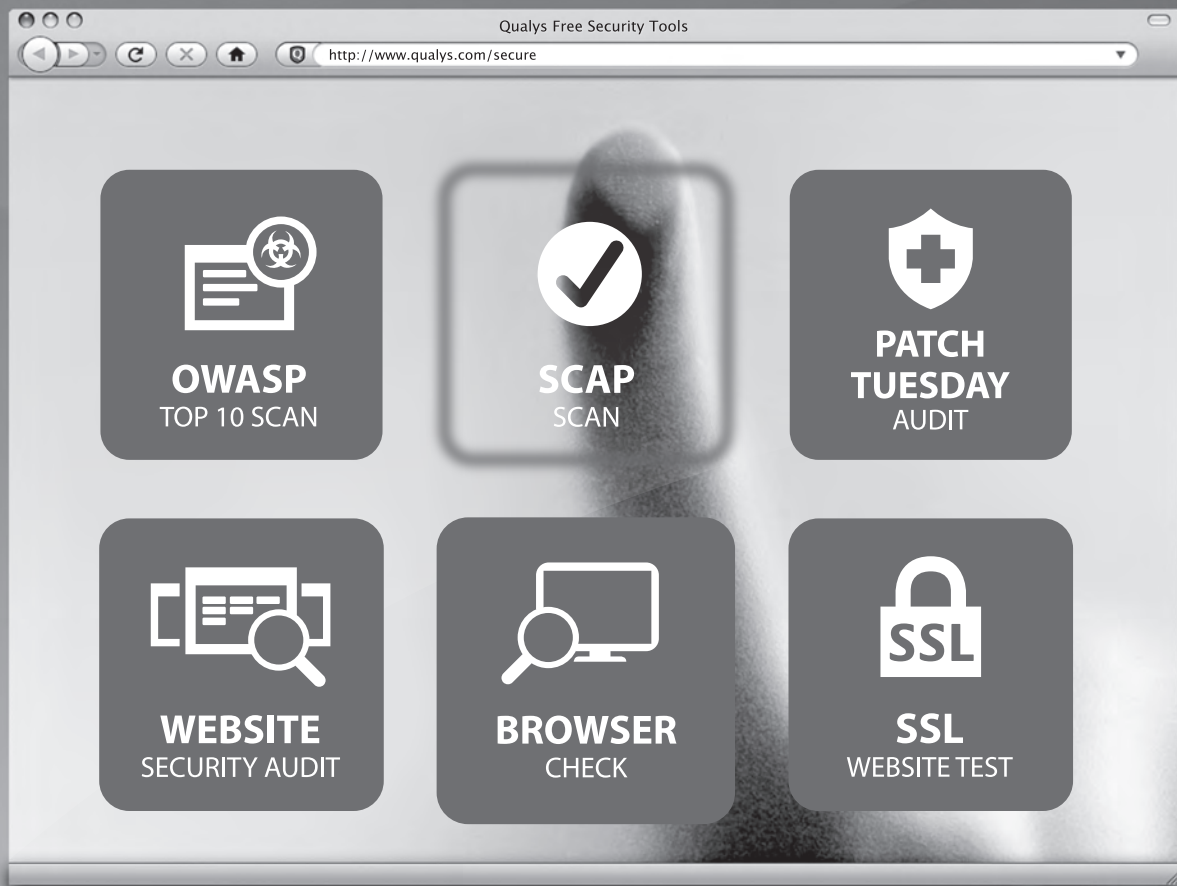 Qualys Free Security Tools
http://www.qualys.com/secure
OWASP
TOP 10 SCAN
SCAP
SCAN
PATCH
TUESDAY
AUDIT
WEBSITE
SECURITY AUDIT
BROWSER
CHECK
SSL
SSL
WEBSITE TEST